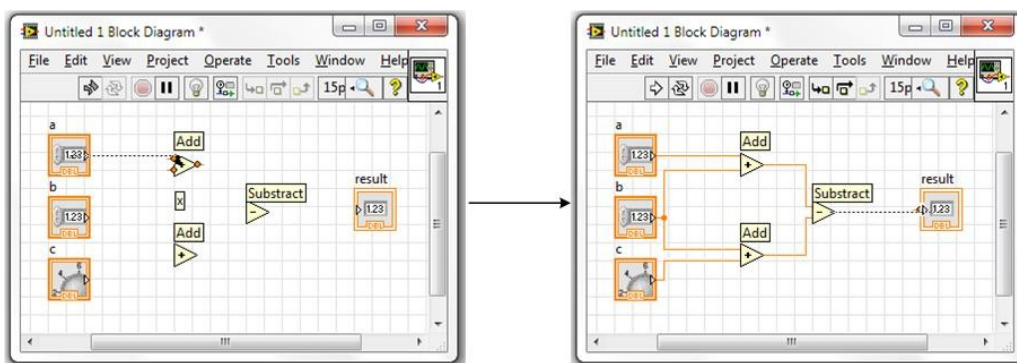 Untitled 1 Block Diagram *
File Edit View Project Operate Tools Window Help
15p
1
a
1.23
DBL
Add
b
1.23
DBL
x
Substract
result
1.23
DBL
Add
c
DBL
Untitled 1 Block Diagram *
File Edit View Project Operate Tools Window Help
15p
1
a
1.23
DBL
Add
b
1.23
DBL
Substract
result
1.23
DBL
Add
c
DBL